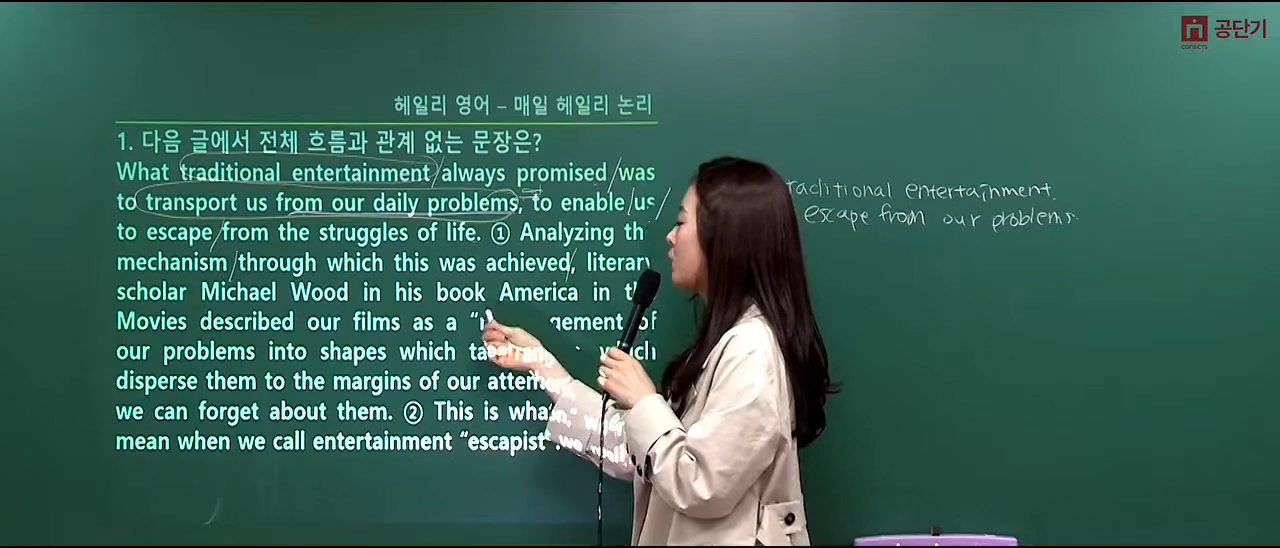 공단기
헤일리 영어 – 매일 헤일리 논리
1. 다음 글에서 전체 흐름과 관계 없는 문장은?
What traditional entertainment always promised was
to transport us from our daily problems, to enable us
to escape from the struggles of life. ① Analyzing
mechanism through which this was achieved, literary
scholar Michael Wood in his book America in
Movies described our films as a “ of
our problems into shapes which which
disperse them to the margins of our
we can forget about them. ② This is
mean when we call entertainment “escapist”
traditional entertainment.
escape from our problems.